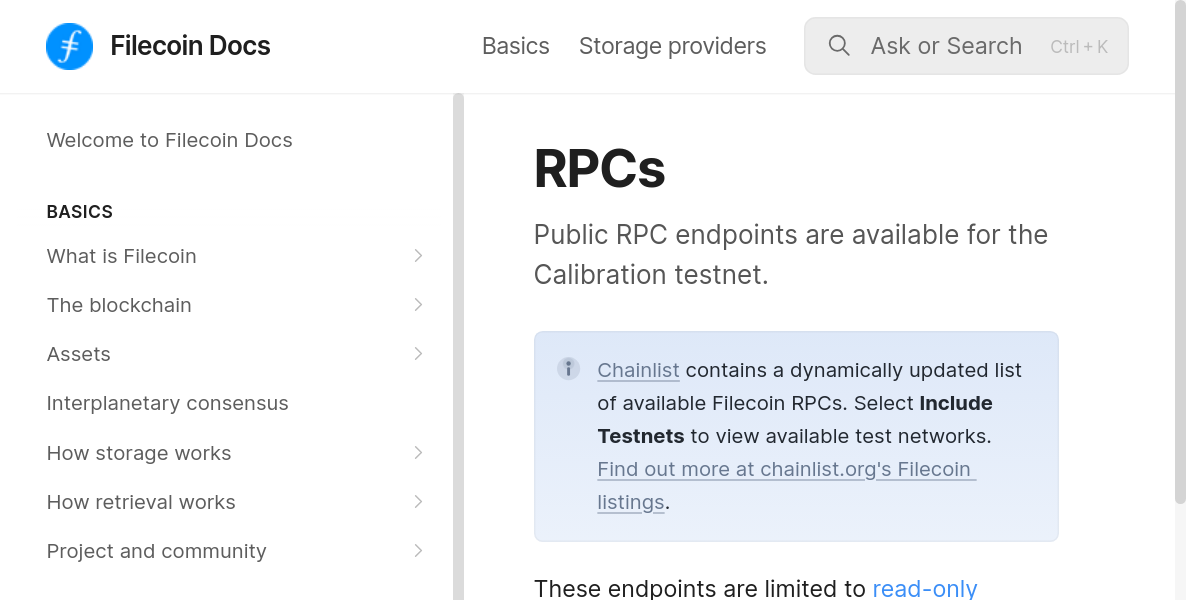 Filecoin Docs
Basics
Storage providers
Ask or Search
Ctrl + K
Welcome to Filecoin Docs
BASICS
What is Filecoin
The blockchain
Assets
Interplanetary consensus
How storage works
How retrieval works
Project and community
RPCs
Public RPC endpoints are available for the
Calibration testnet.
Chainlist contains a dynamically updated list
of available Filecoin RPCs. Select Include
Testnets to view available test networks.
Find out more at chainlist.org's Filecoin
listings.
These endpoints are limited to read-only